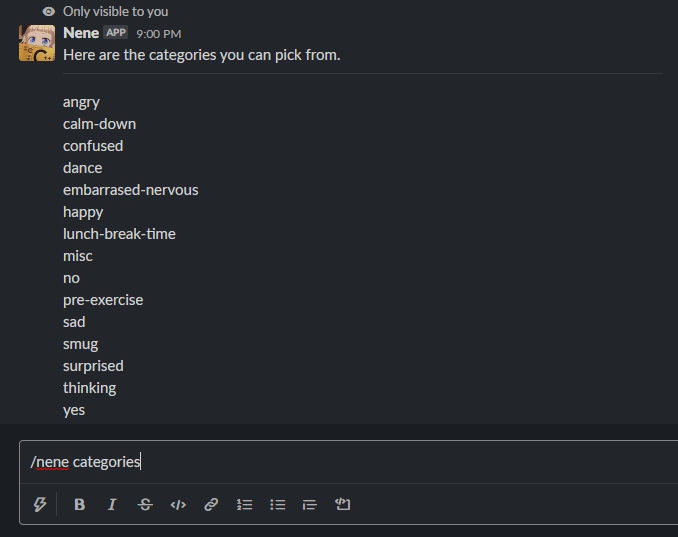 Only visible to you
Nene APP 9:00 PM
Here are the categories you can pick from.
angry
calm-down
confused
dance
embarrased-nervous
happy
lunch-break-time
misc
no
pre-exercise
sad
smug
surprised
thinking
yes
/nene categories